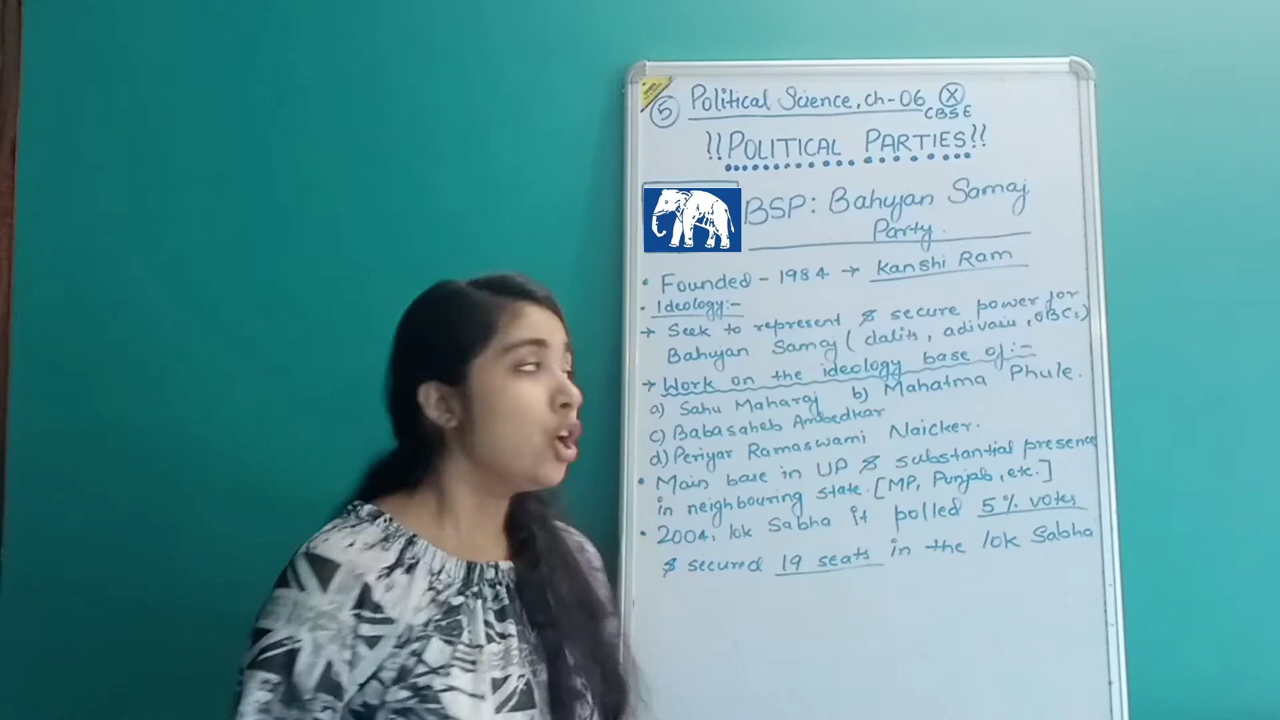 5 Political Science, ch-06 X
CBSE
!!POLITICAL PARTIES!!
BSP: Bahujan Samaj
Party.
• Founded - 1984 → Kanshi Ram
• Ideology:-
→ Seek to represent & secure power for
Bahujan Samaj (dalits, adivasis, OBCs)
→ Work on the ideology base of:-
a) Sahu Maharaj b) Mahatma Phule.
c) Babasaheb Ambedkar
d) Periyar Ramaswami Naicker.
• Main base in UP & substantial presence
in neighbouring state. [MP, Punjab, etc.]
• 2004, lok Sabha it polled 5% votes
& secured 19 seats in the lok Sabha